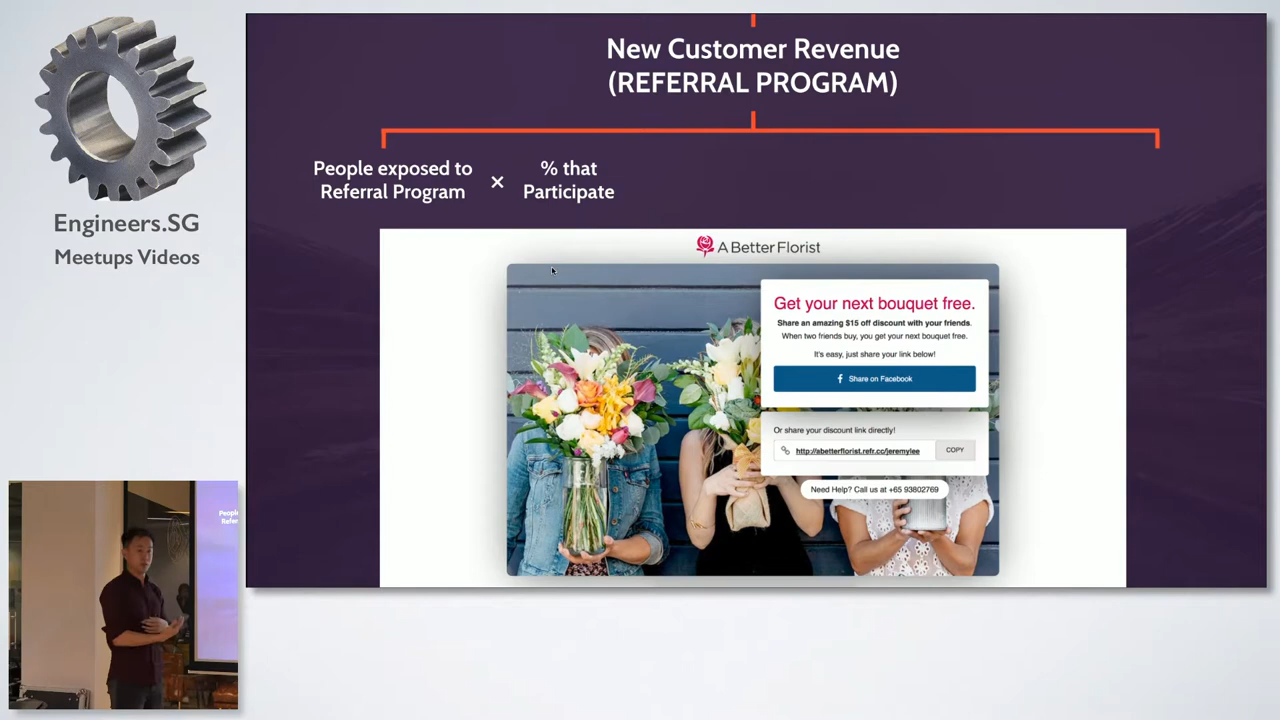 Engineers.SG
Meetups Videos
New Customer Revenue
(REFERRAL PROGRAM)
People exposed to
Referral Program
×
% that
Participate
A Better Florist
Get your next bouquet free.
Share an amazing $15 off discount with your friends.
When two friends buy, you get your next bouquet free.
It's easy, just share your link below!
f Share on Facebook
Or share your discount link directly!
http://abetterflorist.refr.cc/jeremylee
COPY
Need Help? Call us at +65 93802769
People
Refer